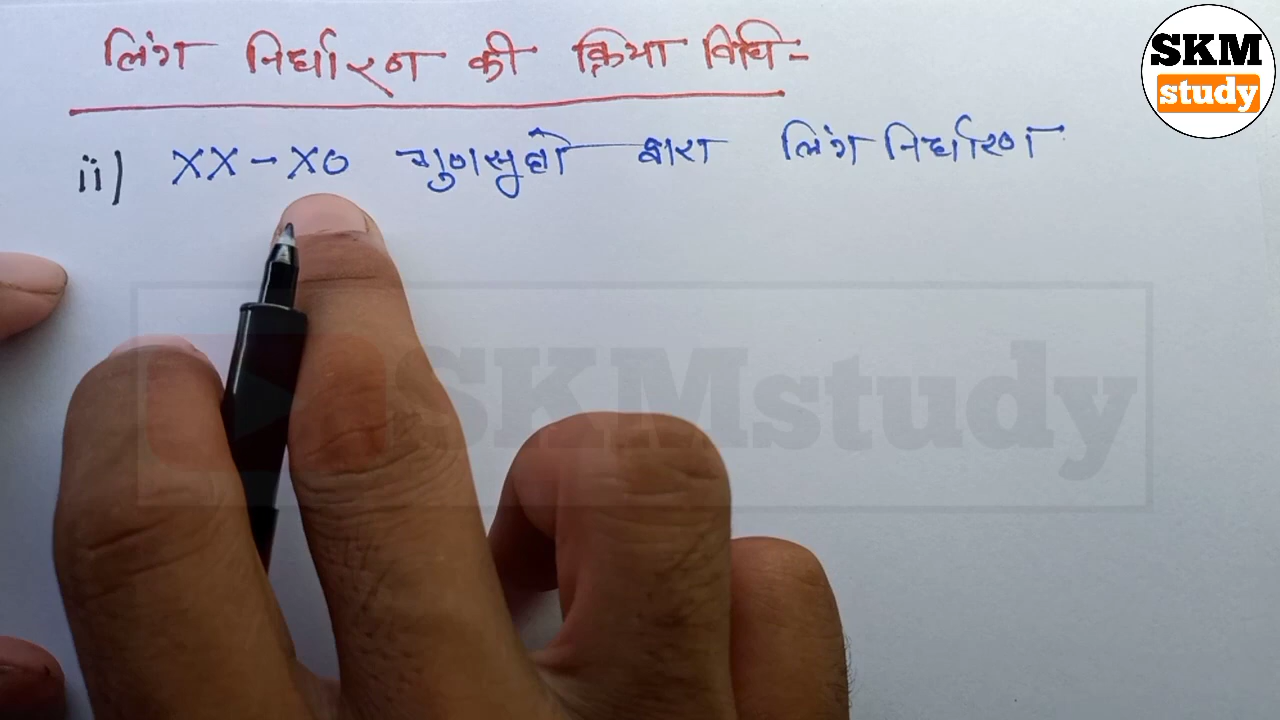 SKM
study
लिंग निर्धारण की क्रिया विधि -
ii) XX - XO गुणसूत्रो द्वारा लिंग निर्धारण
SKMstudy